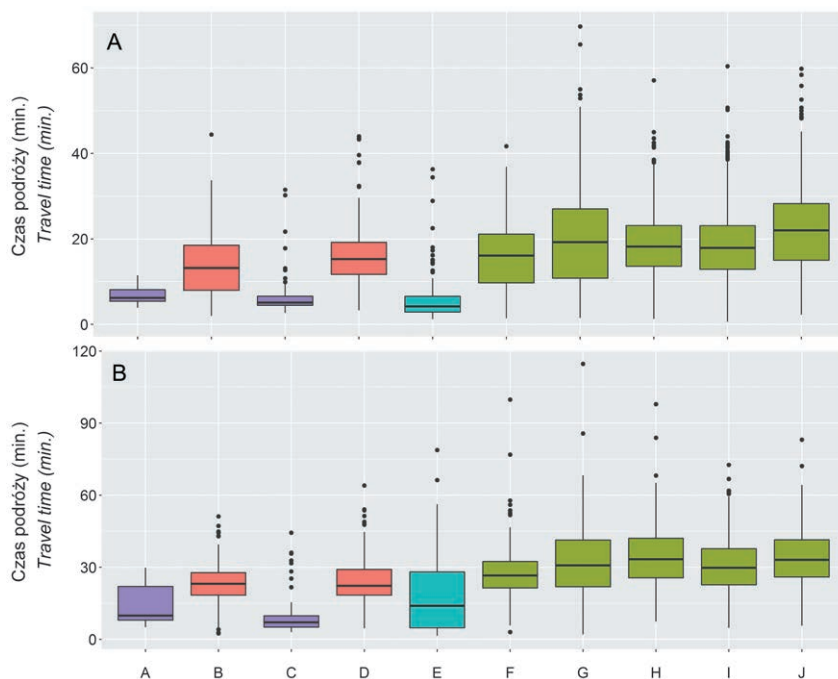 A
Czas podróży (min.)
Travel time (min.)
60
40
20
0
B
Czas podróży (min.)
Travel time (min.)
120
90
60
30
0
A B C D E F G H I J